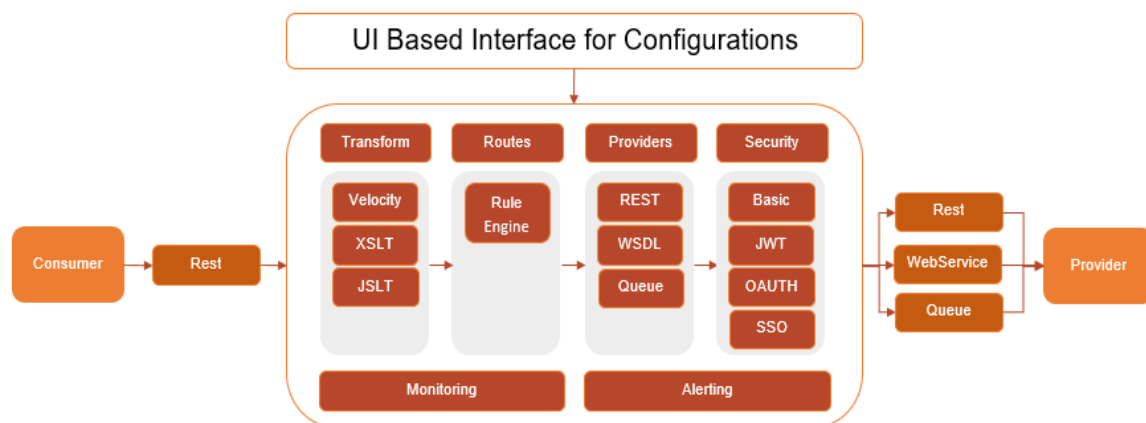 UI Based Interface for Configurations
Transform
Routes
Providers
Security
Velocity
XSLT
JSLT
Rule
Engine
REST
WSDL
Queue
Basic
JWT
OAUTH
SSO
Monitoring
Alerting
Consumer
Rest
Rest
WebService
Queue
Provider